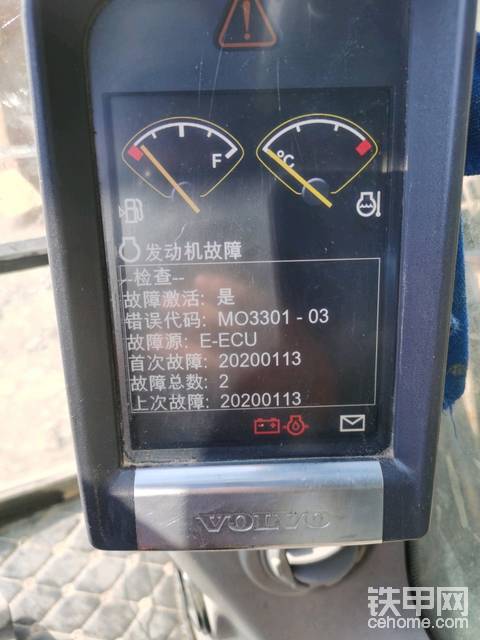 F
°C
发动机故障
--检查--
故障激活: 是
错误代码: MO3301 - 03
故障源: E-ECU
首次故障: 20200113
故障总数: 2
上次故障: 20200113
VOLVO
铁甲网
cehome.com